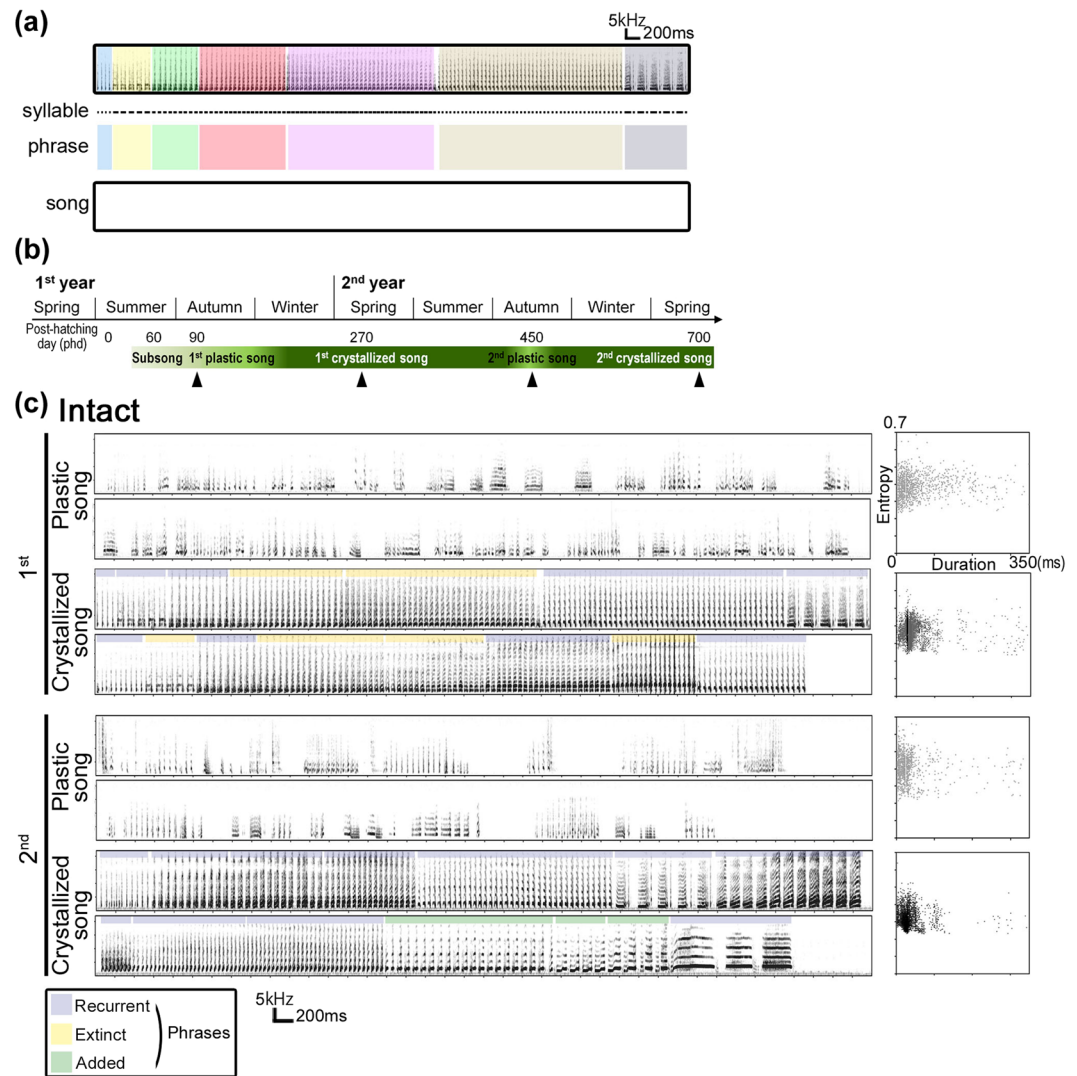 (a)
5kHz
200ms
syllable
phrase
song
(b)
1st year
2nd year
Spring Summer Autumn Winter Spring Summer Autumn Winter Spring
Post-hatching
day (phd)
0 60 90 270 450 700
Subsong 1st plastic song 1st crystallized song 2nd plastic song 2nd crystallized song
(c) Intact
1st
Plastic
song
Crystallized
song
0.7
Entropy
0 Duration 350(ms)
2nd
Plastic
song
Crystallized
song
Recurrent
Extinct
Added
Phrases
5kHz
200ms